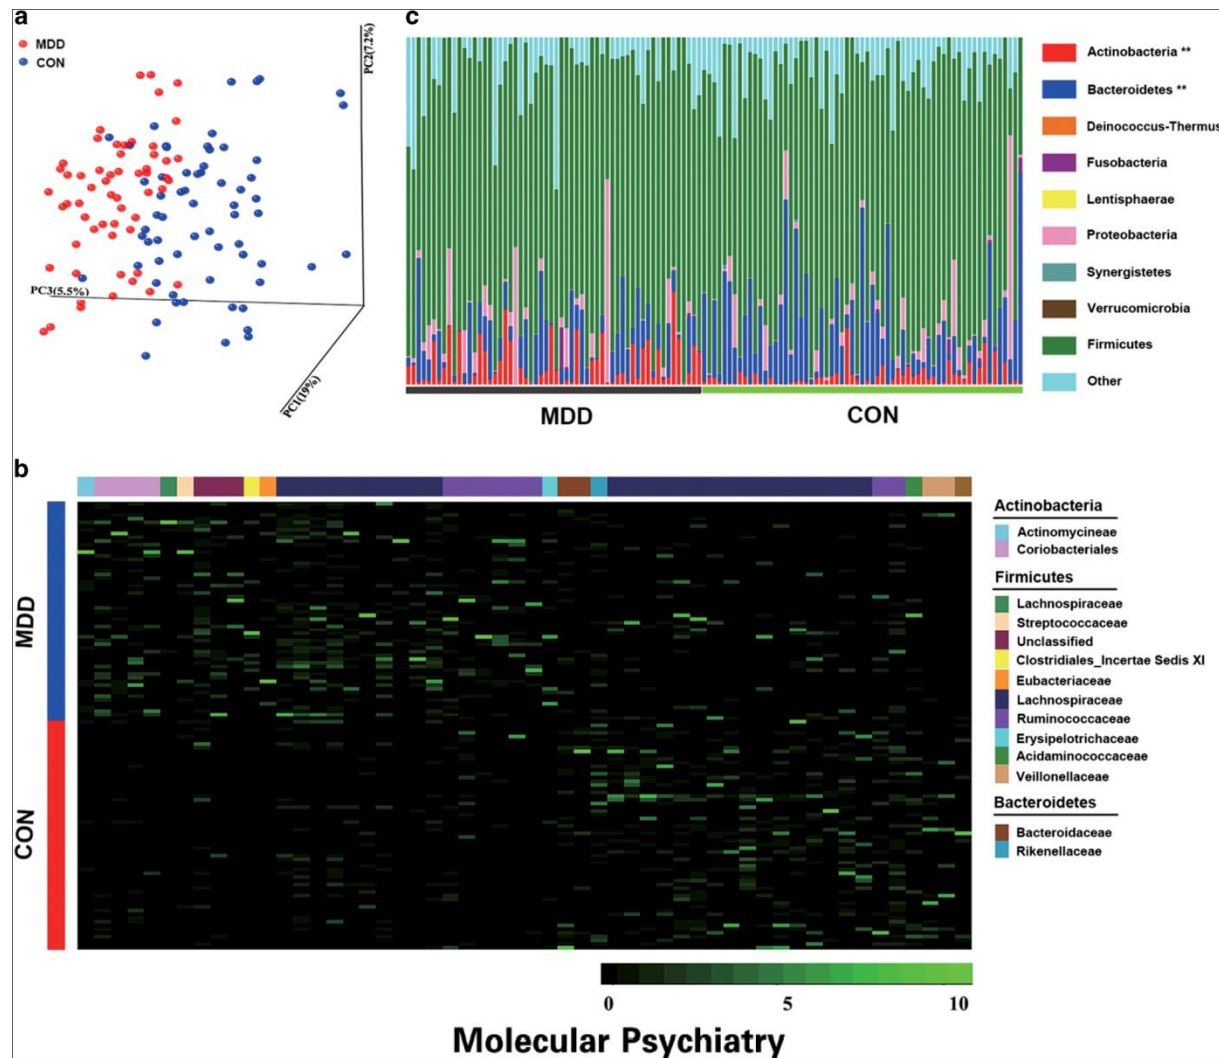 a
MDD
CON
PC2(7.2%)
PC3(5.5%)
PC1(19%)
c
MDD
CON
Actinobacteria **
Bacteroidetes **
Deinococcus-Thermus
Fusobacteria
Lentisphaerae
Proteobacteria
Synergistetes
Verrucomicrobia
Firmicutes
Other
b
MDD
CON
Actinobacteria
Actinomycineae
Coriobacteriales
Firmicutes
Lachnospiraceae
Streptococcaceae
Unclassified
Clostridiales_Incertae Sedis XI
Eubacteriaceae
Lachnospiraceae
Ruminococcaceae
Erysipelotrichaceae
Acidaminococcaceae
Veillonellaceae
Bacteroidetes
Bacteroidaceae
Rikenellaceae
0 5 10
Molecular Psychiatry